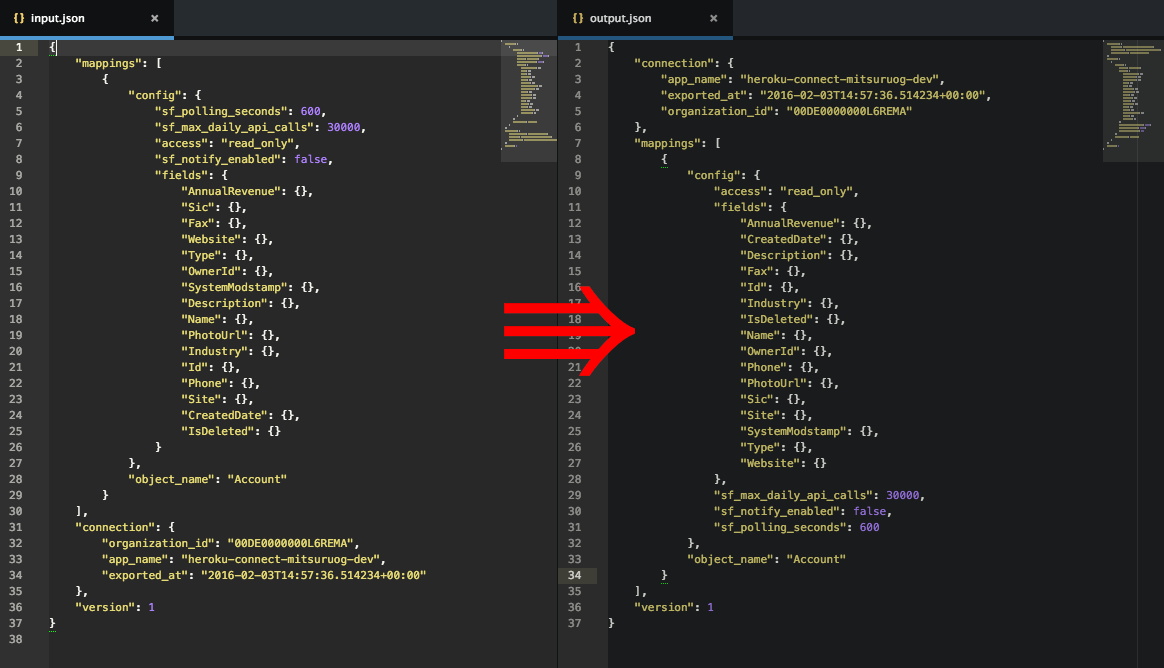 {} input.json ×
1 {
2 "mappings": [
3 {
4 "config": {
5 "sf_polling_seconds": 600,
6 "sf_max_daily_api_calls": 30000,
7 "access": "read_only",
8 "sf_notify_enabled": false,
9 "fields": {
10 "AnnualRevenue": {},
11 "Sic": {},
12 "Fax": {},
13 "Website": {},
14 "Type": {},
15 "OwnerId": {},
16 "SystemModstamp": {},
17 "Description": {},
18 "Name": {},
19 "PhotoUrl": {},
20 "Industry": {},
21 "Id": {},
22 "Phone": {},
23 "Site": {},
24 "CreatedDate": {},
25 "IsDeleted": {}
26 }
27 },
28 "object_name": "Account"
29 }
30 ],
31 "connection": {
32 "organization_id": "00DE0000000L6REMA",
33 "app_name": "heroku-connect-mitsuruog-dev",
34 "exported_at": "2016-02-03T14:57:36.514234+00:00"
35 },
36 "version": 1
37 }
38
{} output.json ×
1 {
2 "connection": {
3 "app_name": "heroku-connect-mitsuruog-dev",
4 "exported_at": "2016-02-03T14:57:36.514234+00:00",
5 "organization_id": "00DE0000000L6REMA"
6 },
7 "mappings": [
8 {
9 "config": {
10 "access": "read_only",
11 "fields": {
12 "AnnualRevenue": {},
13 "CreatedDate": {},
14 "Description": {},
15 "Fax": {},
16 "Id": {},
17 "Industry": {},
18 "IsDeleted": {},
19 "Name": {},
20 "OwnerId": {},
21 "Phone": {},
22 "PhotoUrl": {},
23 "Sic": {},
24 "Site": {},
25 "SystemModstamp": {},
26 "Type": {},
27 "Website": {}
28 },
29 "sf_max_daily_api_calls": 30000,
30 "sf_notify_enabled": false,
31 "sf_polling_seconds": 600
32 },
33 "object_name": "Account"
34 }
35 ],
36 "version": 1
37 }